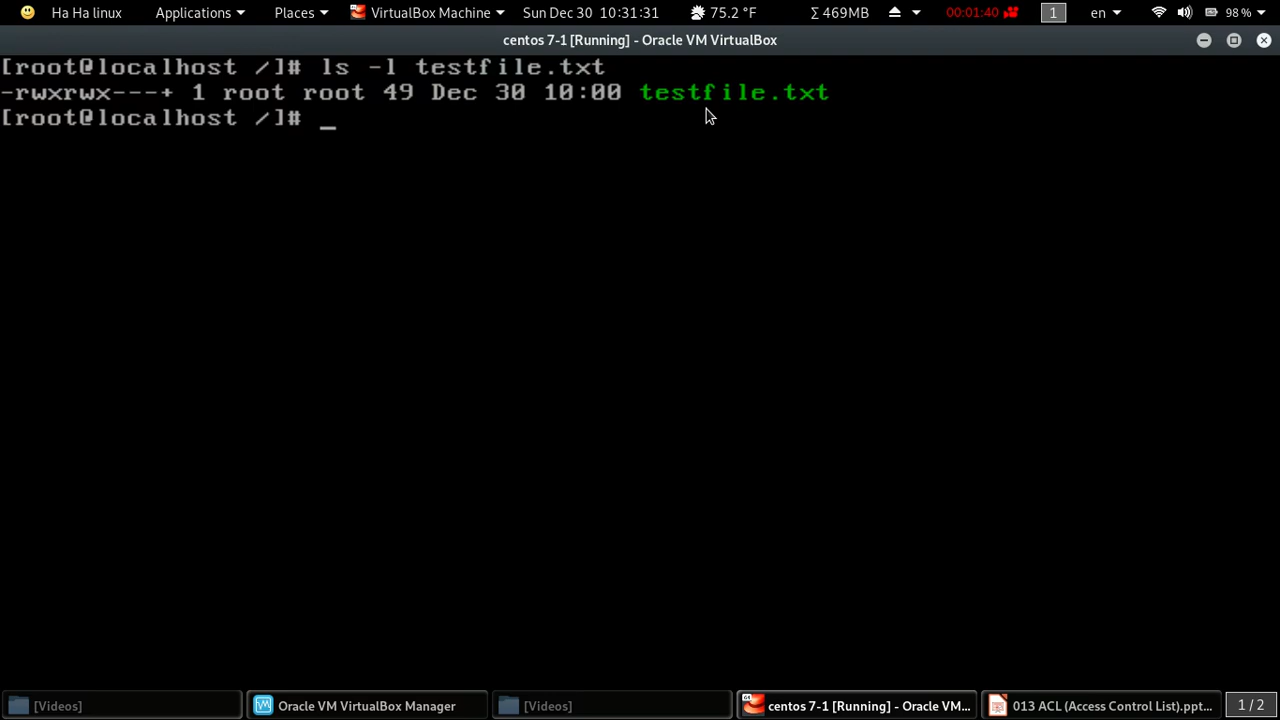 Ha Ha linux Applications Places VirtualBox Machine Sun Dec 30 10:31:31 75.2 °F Σ 469MB 00:01:40 1 en 98 %
centos 7-1 [Running] - Oracle VM VirtualBox
[root@localhost /]# ls -l testfile.txt
-rwxrwx---+ 1 root root 49 Dec 30 10:00 testfile.txt
[root@localhost /]# _
[Videos] Oracle VM VirtualBox Manager [Videos] centos 7-1 [Running] - Oracle VM... 013 ACL (Access Control List).ppt... 1 / 2